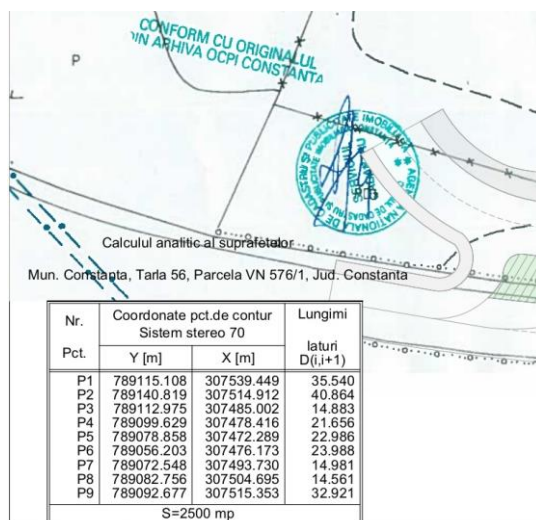 CONFORM CU ORIGINALUL
DIN ARHIVA OCPI CONSTANTA
P
Calculul analitic al suprafetelor
Mun. Constanta, Tarla 56, Parcela VN 576/1, Jud. Constanta
Nr. Pct. Coordonate pct.de contur Sistem stereo 70 Lungimi laturi D(i,i+1)
Y [m] X [m]
P1 789115.108 307539.449 35.540
P2 789140.819 307514.912 40.864
P3 789112.975 307485.002 14.883
P4 789099.629 307478.416 21.656
P5 789078.858 307472.289 22.986
P6 789056.203 307476.173 23.988
P7 789072.548 307493.730 14.981
P8 789082.756 307504.695 14.561
P9 789092.677 307515.353 32.921
S=2500 mp